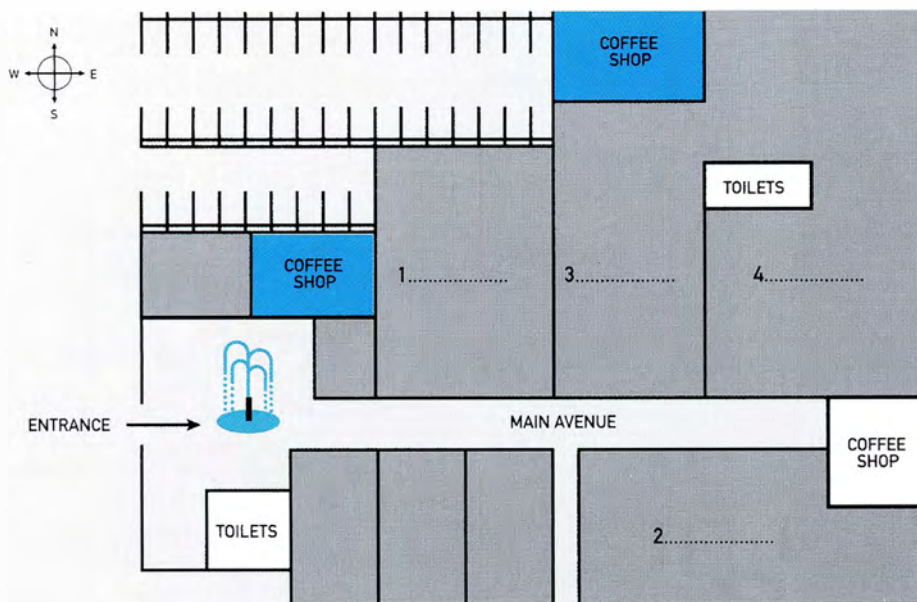 N
W E
S
COFFEE
SHOP
TOILETS
COFFEE
SHOP
1....................
3....................
4......................
ENTRANCE
MAIN AVENUE
COFFEE
SHOP
TOILETS
2......................